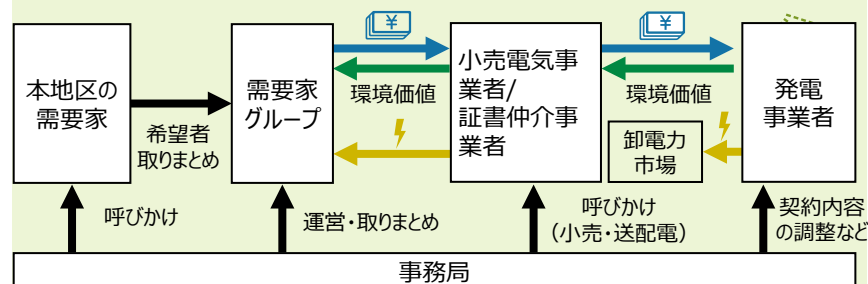 本地区の
需要家
希望者
取りまとめ
需要家
グループ
¥
環境価値
小売電気事
業者/
証書仲介事
業者
¥
環境価値
卸電力
市場
発電
事業者
呼びかけ
運営・取りまとめ
呼びかけ
（小売・送配電）
契約内容
の調整など
事務局